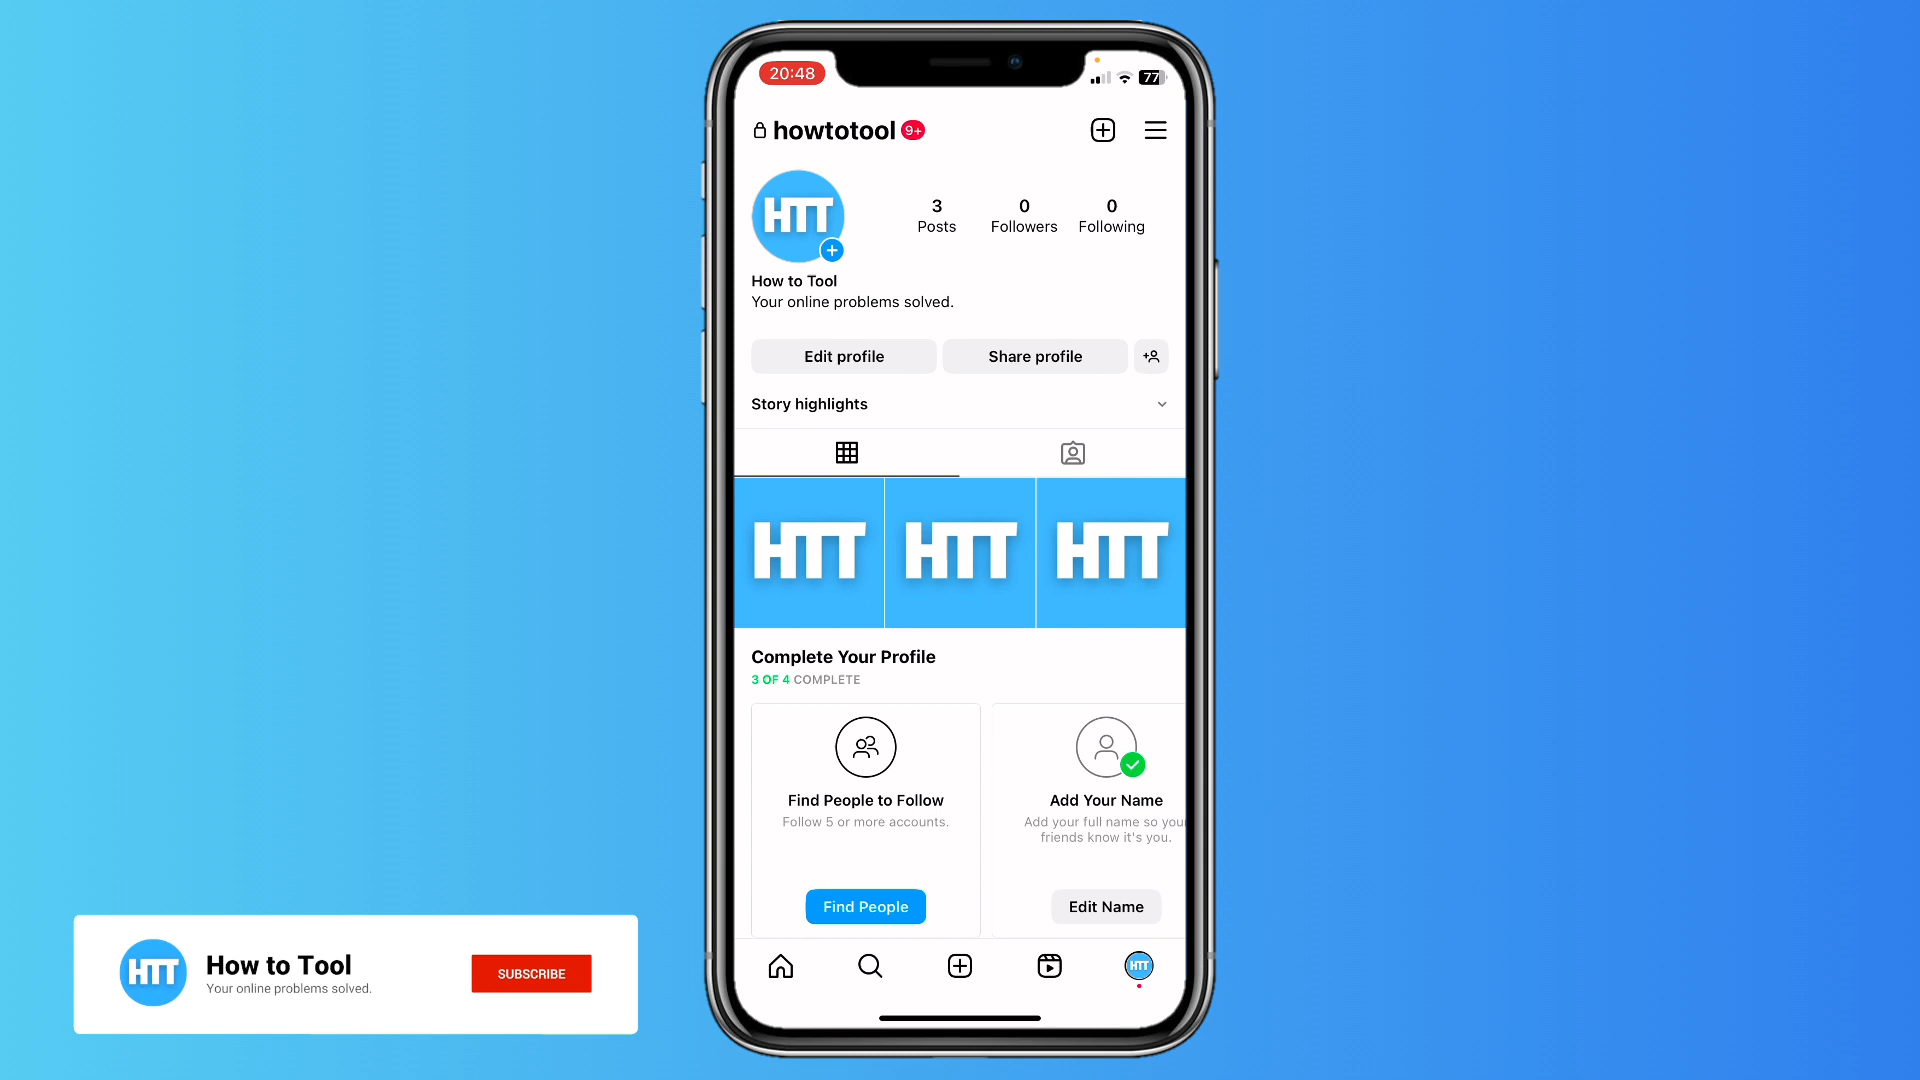 20:48
77
howtotool 9+
HTT
3 0 0
Posts Followers Following
How to Tool
Your online problems solved.
Edit profile Share profile
Story highlights
HTT HTT HTT
Complete Your Profile
3 OF 4 COMPLETE
Find People to Follow
Follow 5 or more accounts.
Find People
Add Your Name
Add your full name so your
friends know it's you.
Edit Name
HTT
HTT
How to Tool
Your online problems solved.
SUBSCRIBE